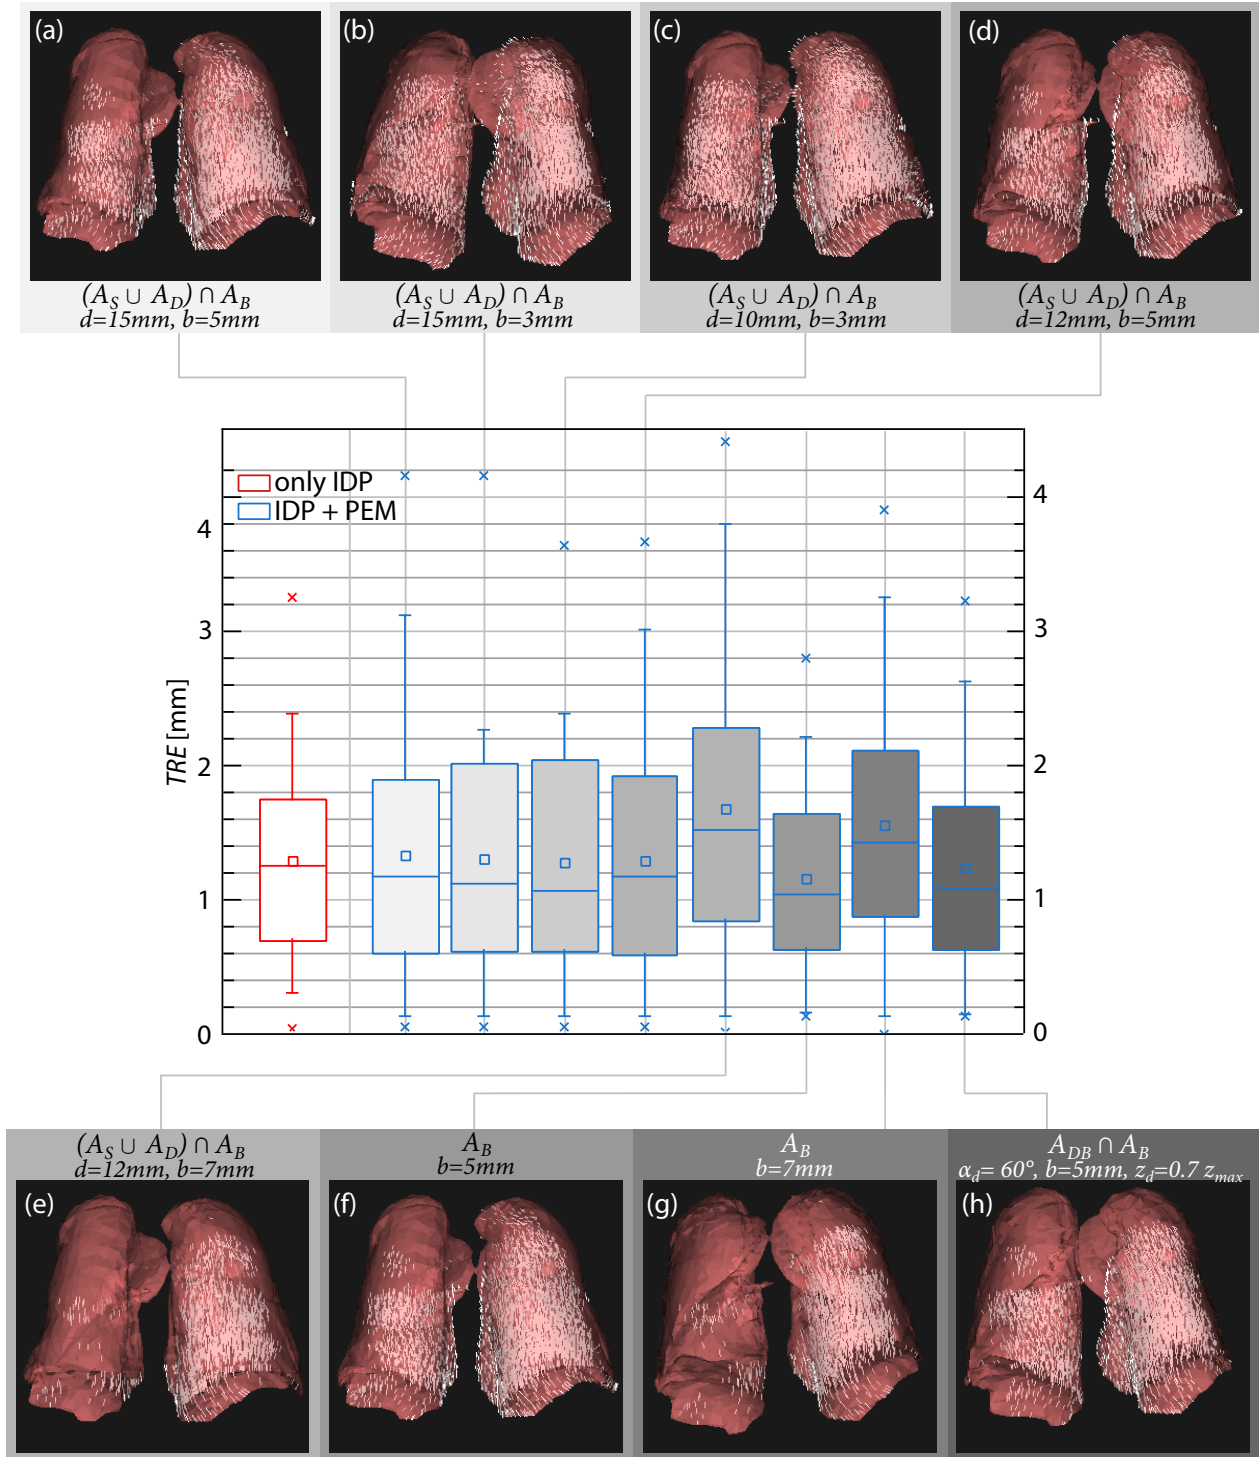 (a) (b) (c) (d)
(A_S ∪ A_D) ∩ A_B (A_S ∪ A_D) ∩ A_B (A_S ∪ A_D) ∩ A_B (A_S ∪ A_D) ∩ A_B
d=15mm, b=5mm d=15mm, b=3mm d=10mm, b=3mm d=12mm, b=5mm
only IDP
IDP + PEM
TRE [mm]
4 4
3 3
2 2
1 1
0 0
(A_S ∪ A_D) ∩ A_B A_B A_B A_DB ∩ A_B
d=12mm, b=7mm b=5mm b=7mm α_d= 60°, b=5mm, z_d=0.7 z_max
(e) (f) (g) (h)